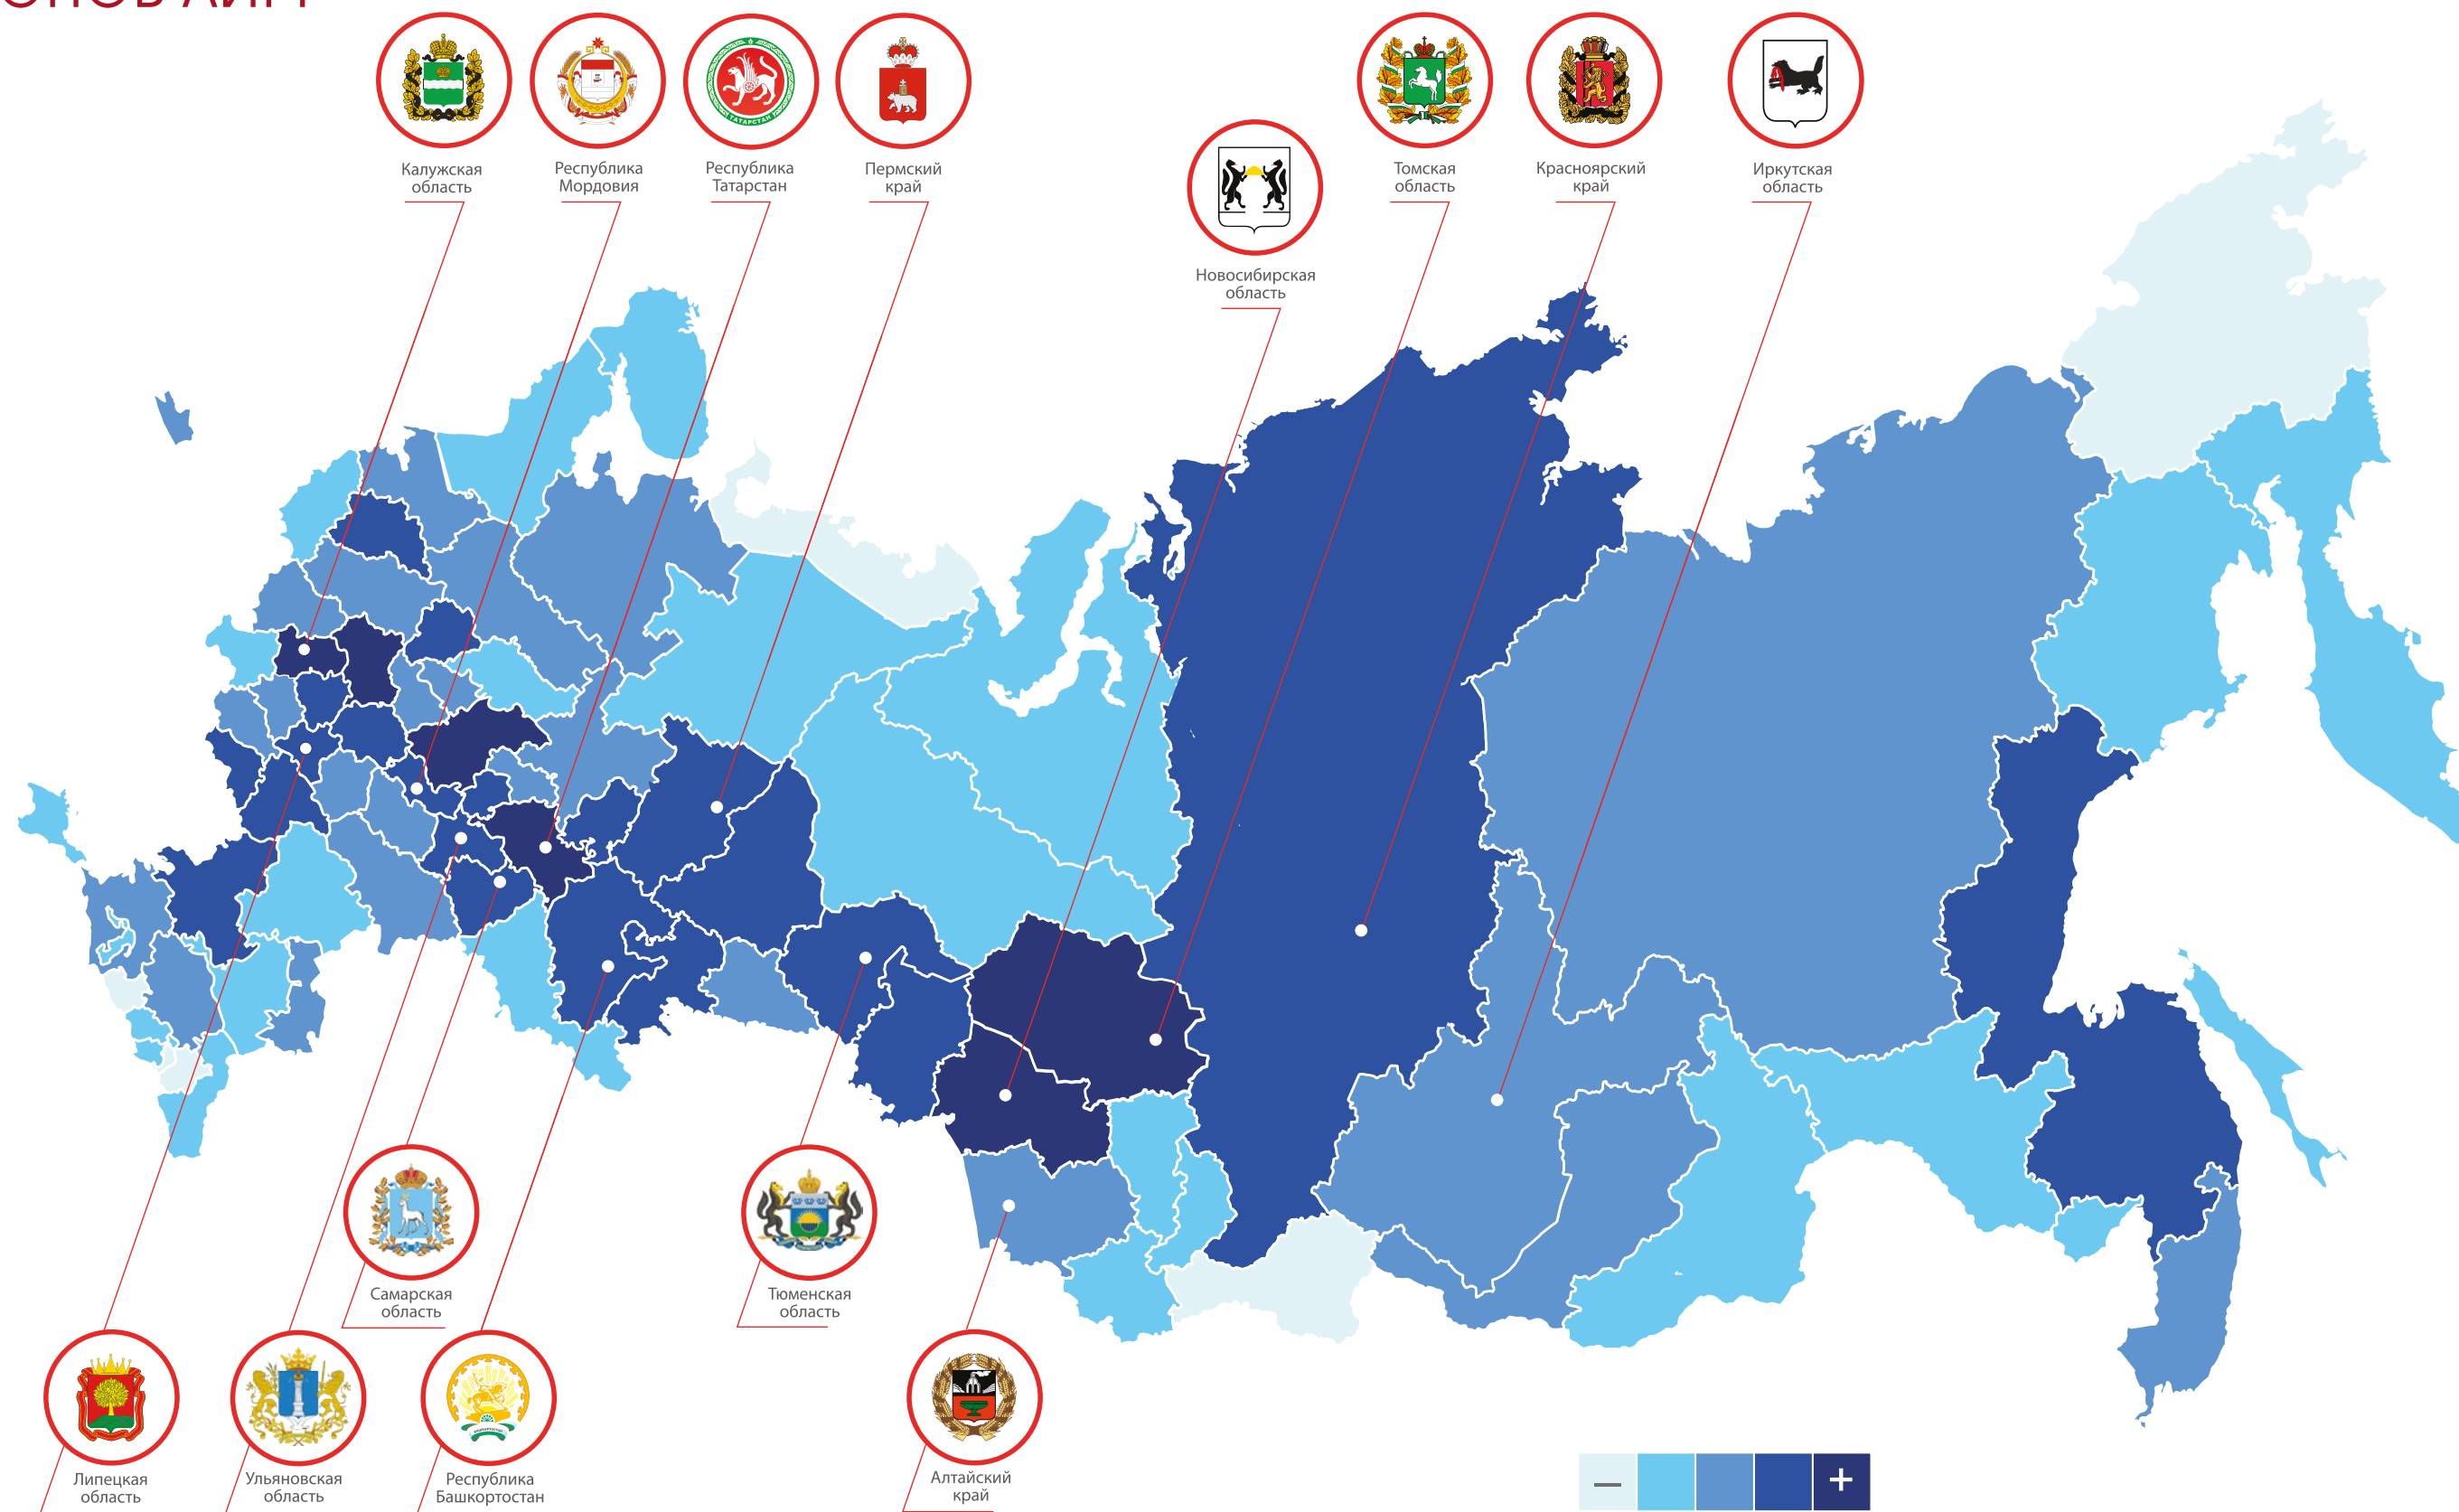 Калужская
область
Республика
Мордовия
Республика
Татарстан
Пермский
край
Томская
область
Красноярский
край
Иркутская
область
Новосибирская
область
ТАТАРСТАН
Самарская
область
Тюменская
область
Липецкая
область
Ульяновская
область
Республика
Башкортостан
Алтайский
край
— +